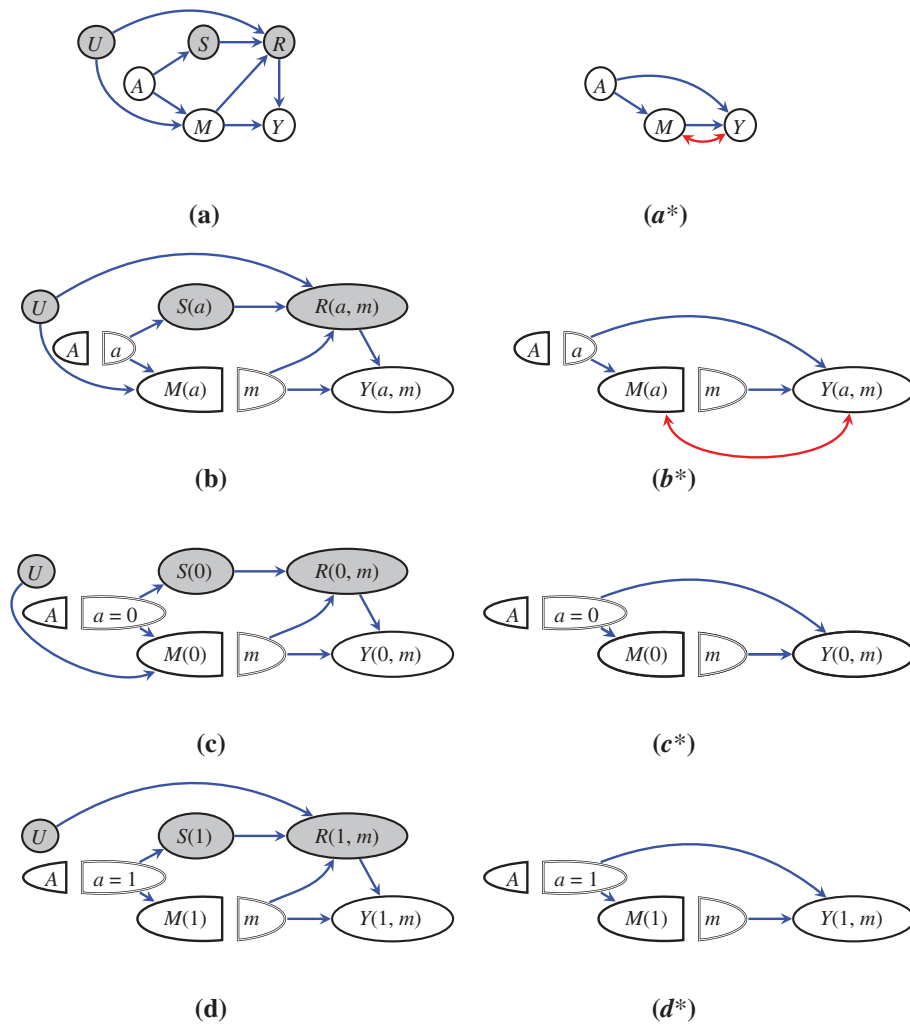 U
S
R
A
M
Y
(a)
A
M
Y
(a*)
U
S(a)
R(a, m)
A
a
M(a)
m
Y(a, m)
(b)
A
a
M(a)
m
Y(a, m)
(b*)
U
S(0)
R(0, m)
A
a = 0
M(0)
m
Y(0, m)
(c)
A
a = 0
M(0)
m
Y(0, m)
(c*)
U
S(1)
R(1, m)
A
a = 1
M(1)
m
Y(1, m)
(d)
A
a = 1
M(1)
m
Y(1, m)
(d*)